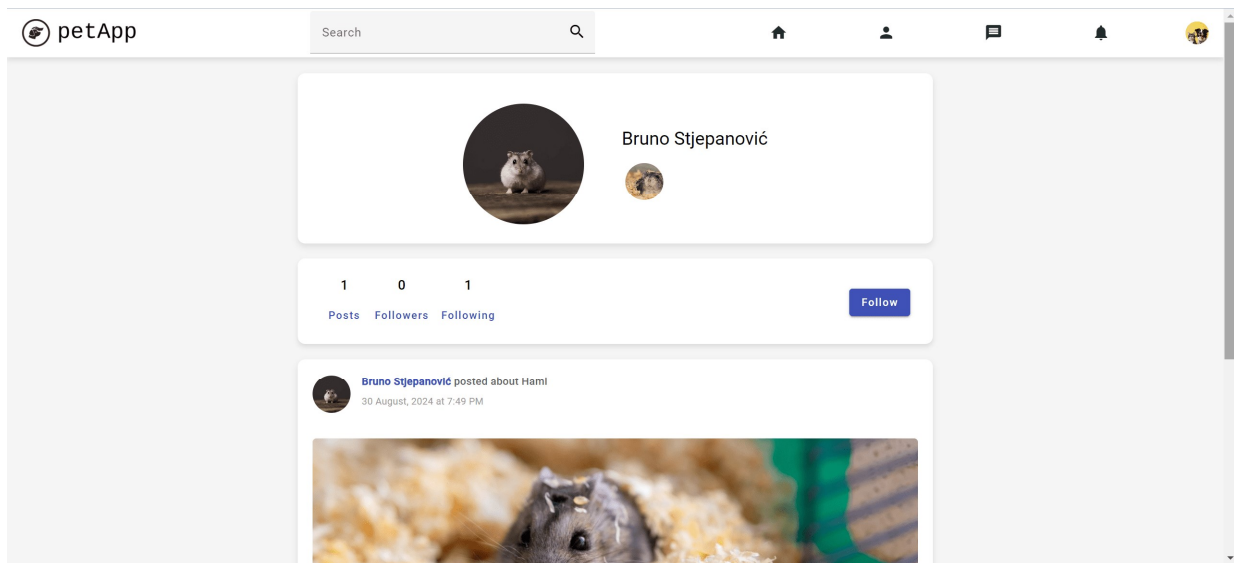 petApp
Search
Bruno Stjepanović
1 0 1
Posts Followers Following
Follow
Bruno Stjepanović posted about Hami
30 August, 2024 at 7:49 PM